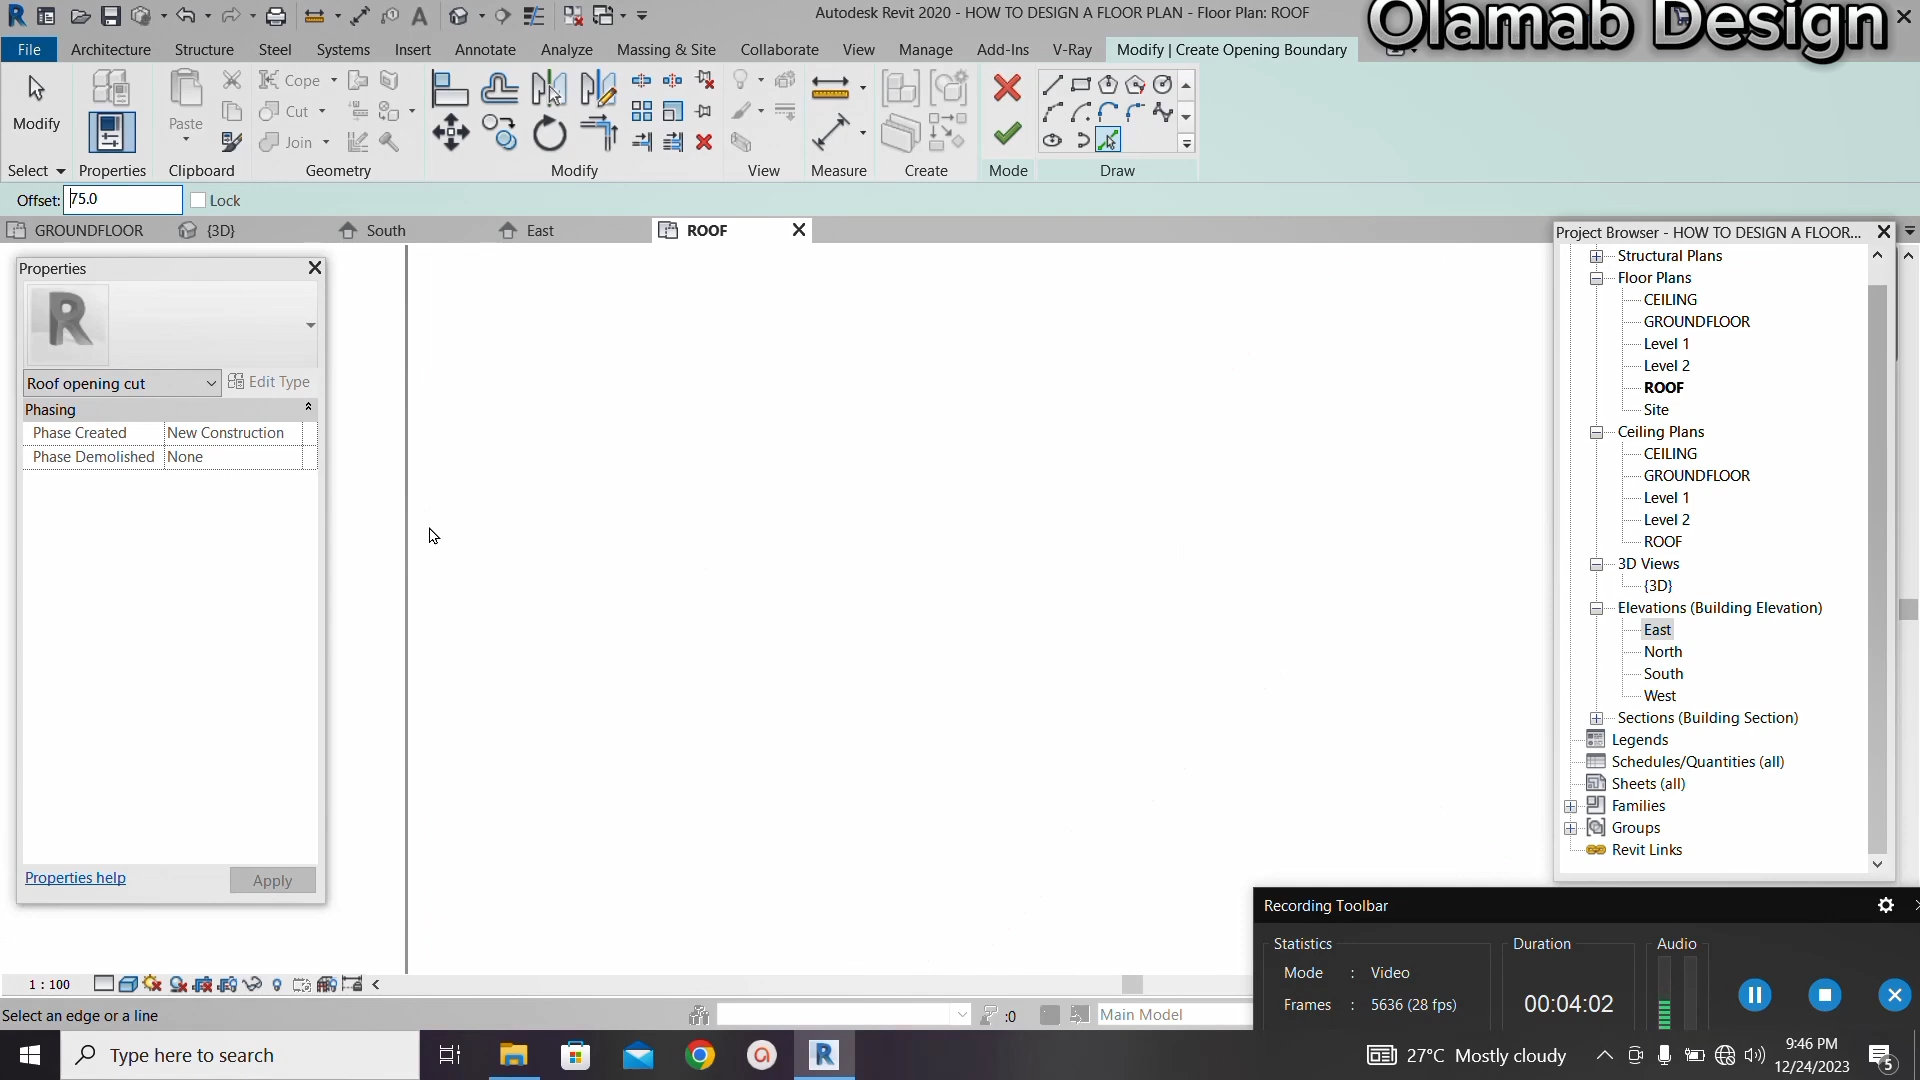 Autodesk Revit 2020 - HOW TO DESIGN A FLOOR PLAN - Floor Plan: ROOF
Olamab Design
File Architecture Structure Steel Systems Insert Annotate Analyze Massing & Site Collaborate View Manage Add-Ins V-Ray Modify | Create Opening Boundary
Modify
Paste
Cope
Cut
Join
Select Properties Clipboard Geometry Modify View Measure Create Mode Draw
Offset: 75.0 Lock
GROUNDFLOOR {3D} South East ROOF
Properties
R
Roof opening cut Edit Type
Phasing
Phase Created New Construction
Phase Demolished None
Properties help Apply
Project Browser - HOW TO DESIGN A FLOOR...
Structural Plans
Floor Plans
CEILING
GROUNDFLOOR
Level 1
Level 2
ROOF
Site
Ceiling Plans
CEILING
GROUNDFLOOR
Level 1
Level 2
ROOF
3D Views
{3D}
Elevations (Building Elevation)
East
North
South
West
Sections (Building Section)
Legends
Schedules/Quantities (all)
Sheets (all)
Families
Groups
Revit Links
Recording Toolbar
Statistics Duration Audio
Mode : Video
Frames : 5636 (28 fps)
00:04:02
1 : 100
Select an edge or a line
:0
Main Model
Type here to search
27°C Mostly cloudy
9:46 PM
12/24/2023
5